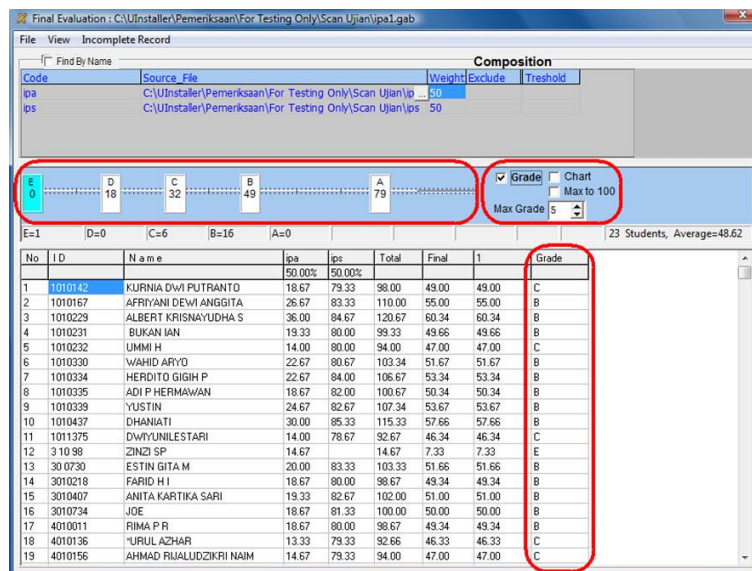 Final Evaluation : C:\UInstaller\Pemeriksaan\For Testing Only\Scan Ujian\ipa1.gab
File View Incomplete Record
Find By Name Composition
Code Source_File Weight Exclude Treshold
ipa C:\UInstaller\Pemeriksaan\For Testing Only\Scan Ujian\ip ... 50
ips C:\UInstaller\Pemeriksaan\For Testing Only\Scan Ujian\ips 50
E D C B A
0 18 32 49 79
Grade Chart
Max to 100
Max Grade 5
E=1 D=0 C=6 B=16 A=0 23 Students, Average=48.62
No I D N a m e ipa ips Total Final 1 Grade
50.00% 50.00%
1 1010142 KURNIA DWI PUTRANTO 18.67 79.33 98.00 49.00 49.00 C
2 1010167 AFRIYANI DEWI ANGGITA 26.67 83.33 110.00 55.00 55.00 B
3 1010229 ALBERT KRISNAYUDHA S 36.00 84.67 120.67 60.34 60.34 B
4 1010231 BUKAN IAN 19.33 80.00 99.33 49.66 49.66 B
5 1010232 UMMI H 14.00 80.00 94.00 47.00 47.00 C
6 1010330 WAHID ARYO 22.67 80.67 103.34 51.67 51.67 B
7 1010334 HERDITO GIGIH P 22.67 84.00 106.67 53.34 53.34 B
8 1010335 ADI P HERMAWAN 18.67 82.00 100.67 50.34 50.34 B
9 1010339 YUSTIN 24.67 82.67 107.34 53.67 53.67 B
10 1010437 DHANIATI 30.00 85.33 115.33 57.66 57.66 B
11 1011375 DWIYUNILESTARI 14.00 78.67 92.67 46.34 46.34 C
12 3 10 98 ZINZI SP 14.67 14.67 7.33 7.33 E
13 30 0730 ESTIN GITA M 20.00 83.33 103.33 51.66 51.66 B
14 3010218 FARID H I 18.67 80.00 98.67 49.34 49.34 B
15 3010407 ANITA KARTIKA SARI 19.33 82.67 102.00 51.00 51.00 B
16 3010734 JOE 18.67 81.33 100.00 50.00 50.00 B
17 4010011 RIMA P R 18.67 80.00 98.67 49.34 49.34 B
18 4010136 *URUL AZHAR 13.33 79.33 92.66 46.33 46.33 C
19 4010156 AHMAD RIJALUDZIKRI NAIM 14.67 79.33 94.00 47.00 47.00 C